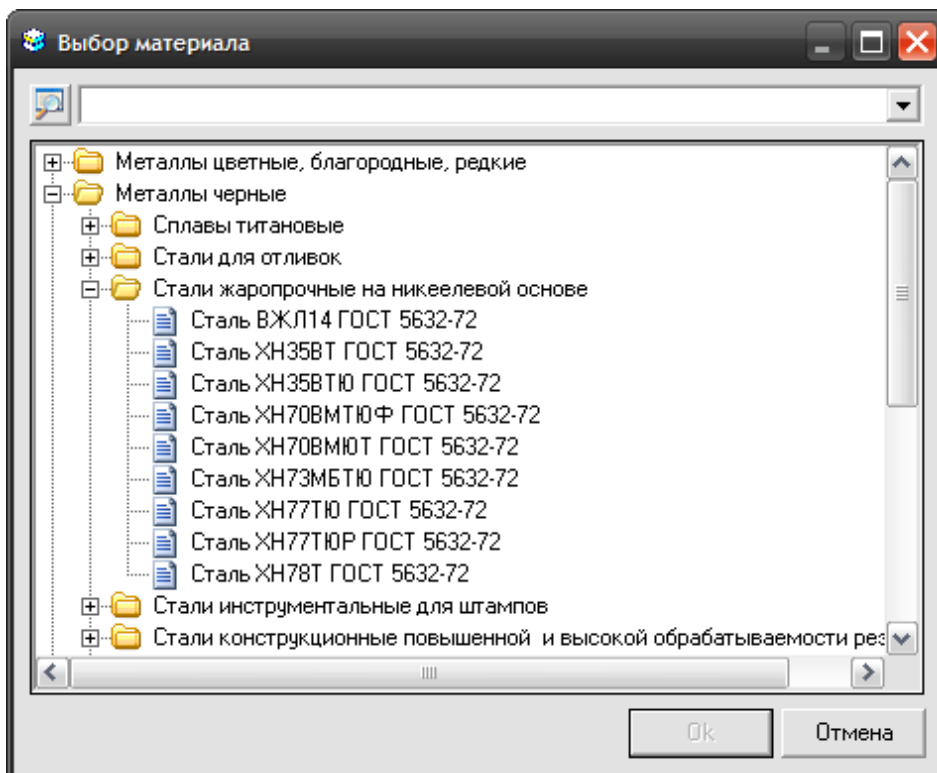 Выбор материала
Металлы цветные, благородные, редкие
Металлы черные
Сплавы титановые
Стали для отливок
Стали жаропрочные на никеелевой основе
Сталь ВЖЛ14 ГОСТ 5632-72
Сталь ХН35ВТ ГОСТ 5632-72
Сталь ХН35ВТЮ ГОСТ 5632-72
Сталь ХН70ВМТЮФ ГОСТ 5632-72
Сталь ХН70ВМЮТ ГОСТ 5632-72
Сталь ХН73МБТЮ ГОСТ 5632-72
Сталь ХН77ТЮ ГОСТ 5632-72
Сталь ХН77ТЮР ГОСТ 5632-72
Сталь ХН78Т ГОСТ 5632-72
Стали инструментальные для штампов
Стали конструкционные повышенной и высокой обрабатываемости рез
Ok Отмена